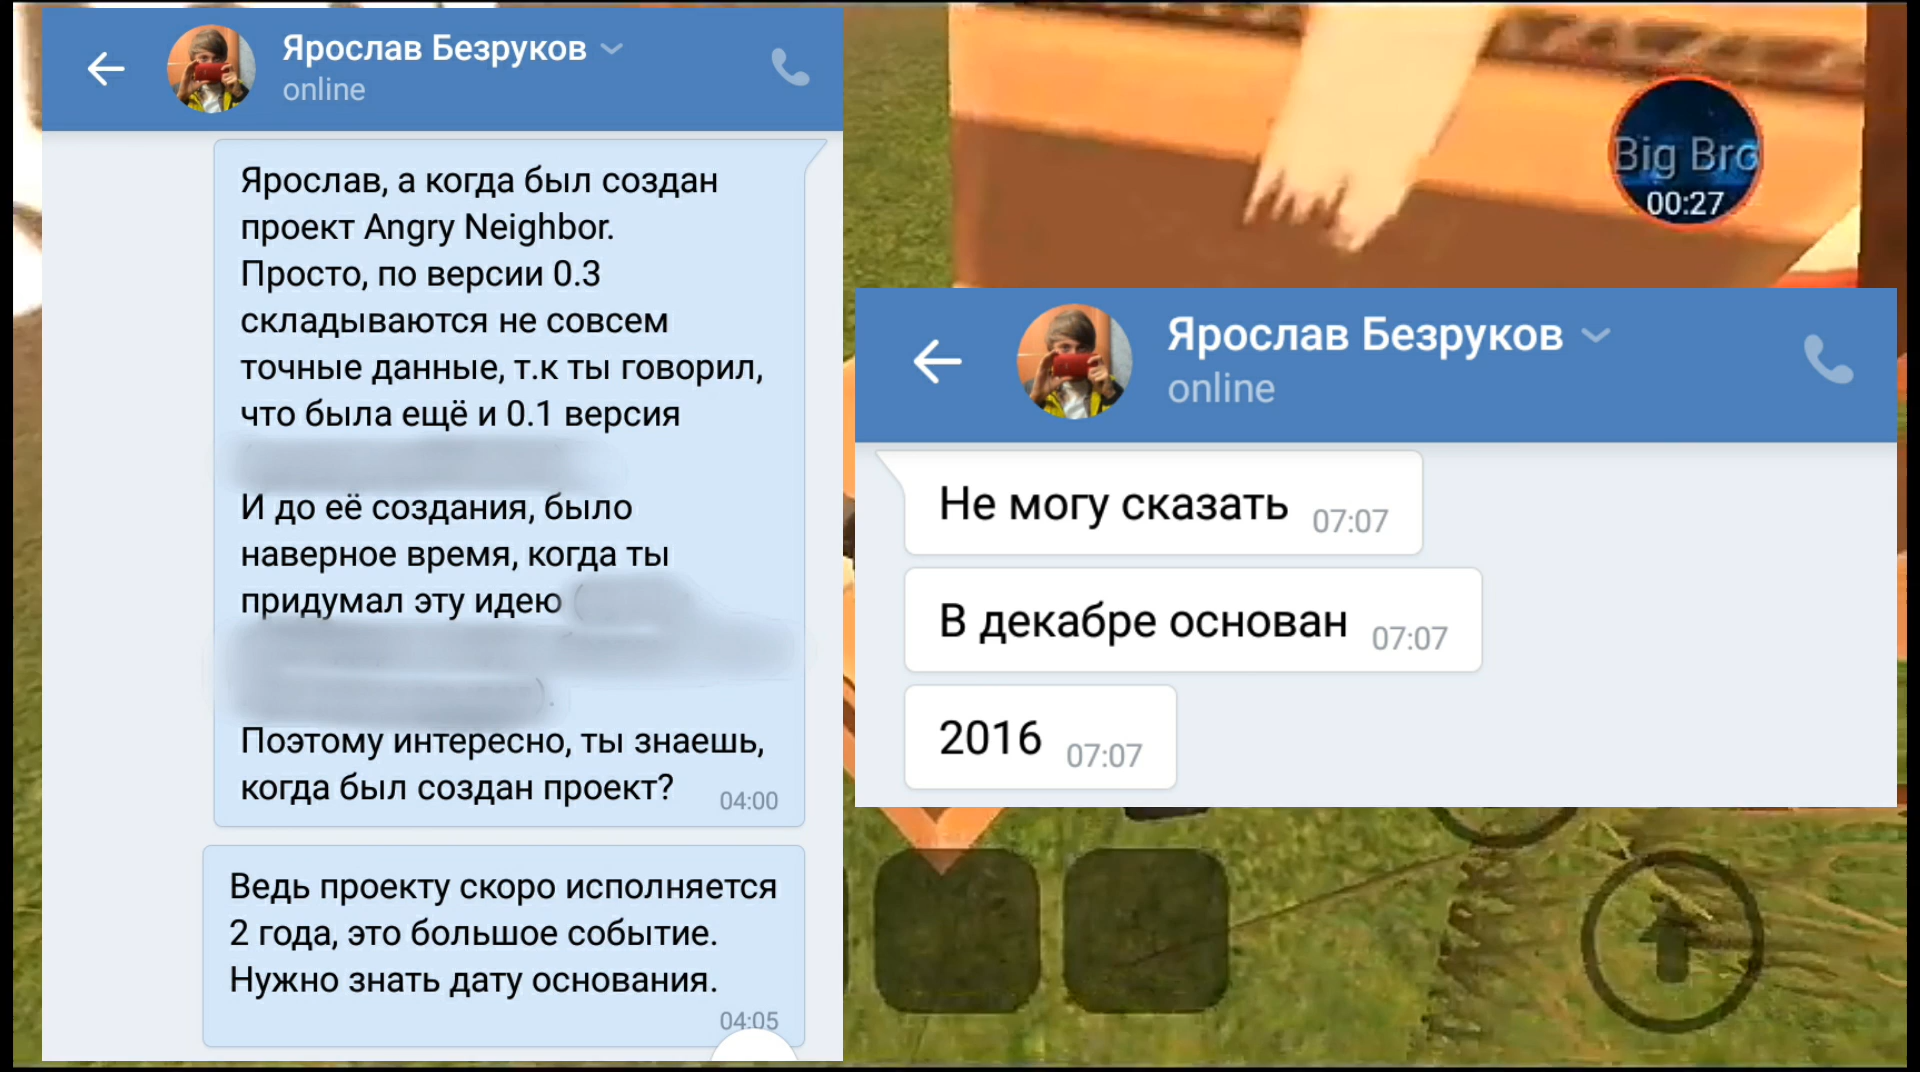 Ярослав Безруков
online
Ярослав, а когда был создан
проект Angry Neighbor.
Просто, по версии 0.3
складываются не совсем
точные данные, т.к ты говорил,
что была ещё и 0.1 версия
И до её создания, было
наверное время, когда ты
придумал эту идею
Поэтому интересно, ты знаешь,
когда был создан проект?
04:00
Ведь проекту скоро исполняется
2 года, это большое событие.
Нужно знать дату основания.
04:05
Big Bro
00:27
Ярослав Безруков
online
Не могу сказать 07:07
В декабре основан 07:07
2016 07:07